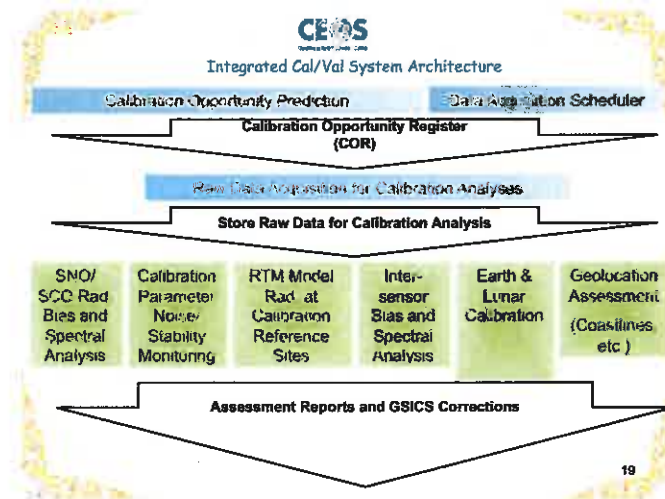 CEOS
Integrated Cal/Val System Architecture
Calibration Opportunity Prediction
Data Acquisition Scheduler
Calibration Opportunity Register
(COR)
Raw Data Acquisition for Calibration Analyses
Store Raw Data for Calibration Analysis
SNO/
SCO Rad
Bias and
Spectral
Analysis
Calibration
Parameter
Noise/
Stability
Monitoring
RTM Model
Rad. at
Calibration
Reference
Sites
Inter-
sensor
Bias and
Spectral
Analysis
Earth &
Lunar
Calibration
Geolocation
Assessment
(Coastlines
etc.)
Assessment Reports and GSICS Corrections
19